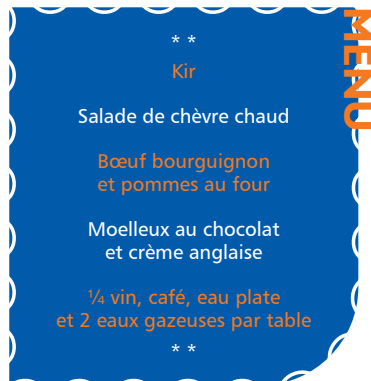 MENU
* *
Kir
Salade de chèvre chaud
Bœuf bourguignon
et pommes au four
Moelleux au chocolat
et crème anglaise
¼ vin, café, eau plate
et 2 eaux gazeuses par table
* *